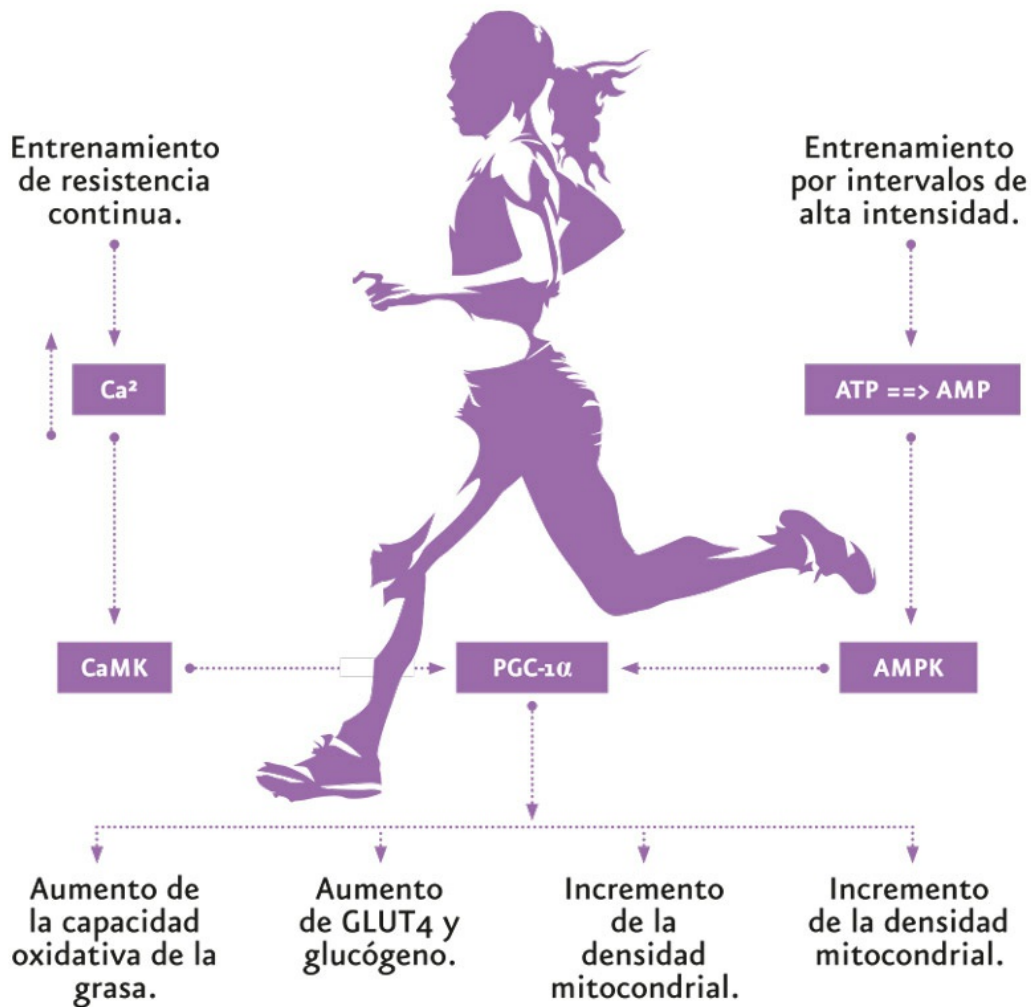 Entrenamiento
de resistencia
continua.
Entrenamiento
por intervalos de
alta intensidad.
Ca²
ATP ==> AMP
CaMK
PGC-1α
AMPK
Aumento de
la capacidad
oxidativa de la
grasa.
Aumento
de GLUT4 y
glucógeno.
Incremento
de la
densidad
mitocondrial.
Incremento
de la densidad
mitocondrial.